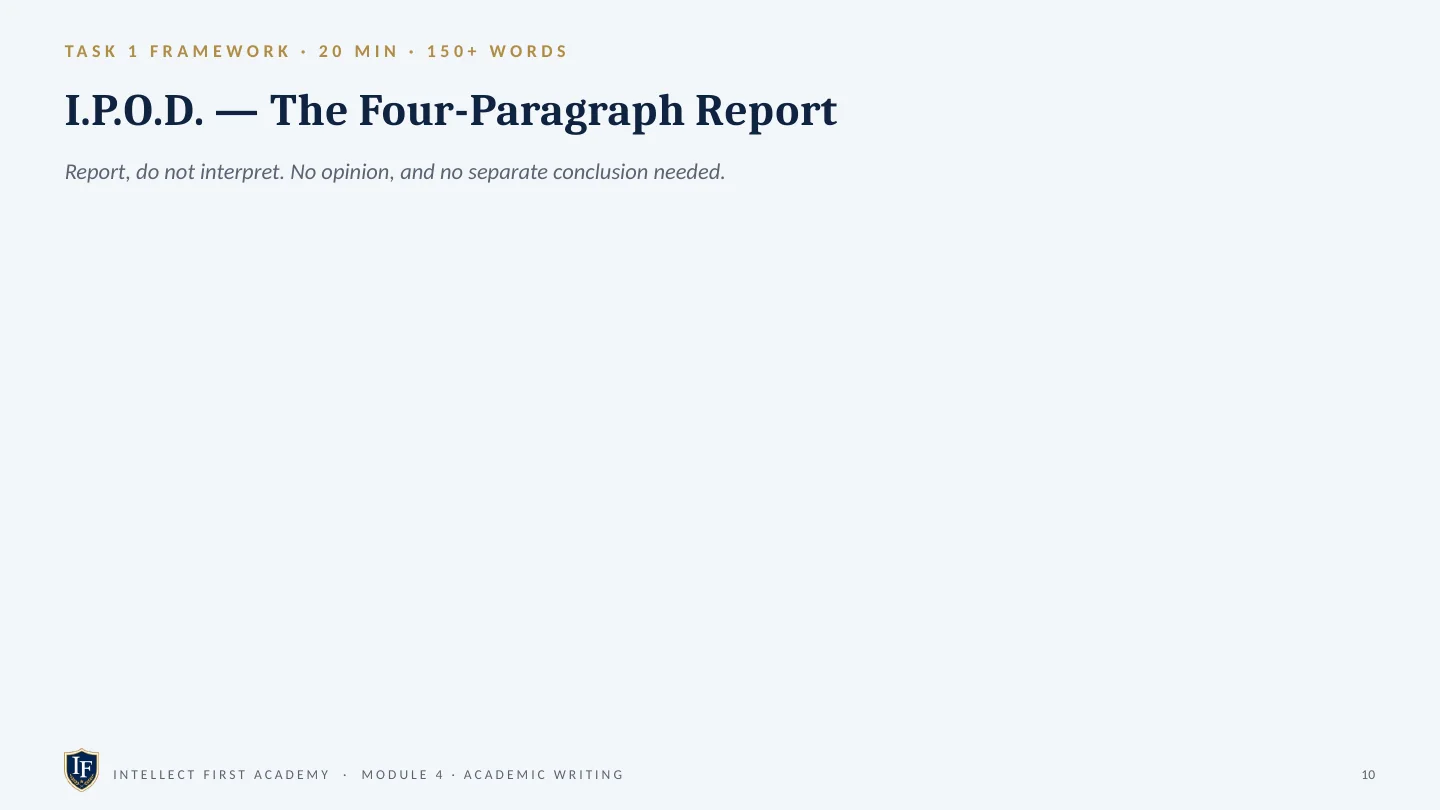 TASK 1 FRAMEWORK · 20 MIN · 150+ WORDS
I.P.O.D. — The Four-Paragraph Report
Report, do not interpret. No opinion, and no separate conclusion needed.
IF
INTELLECT FIRST ACADEMY · MODULE 4 · ACADEMIC WRITING
10